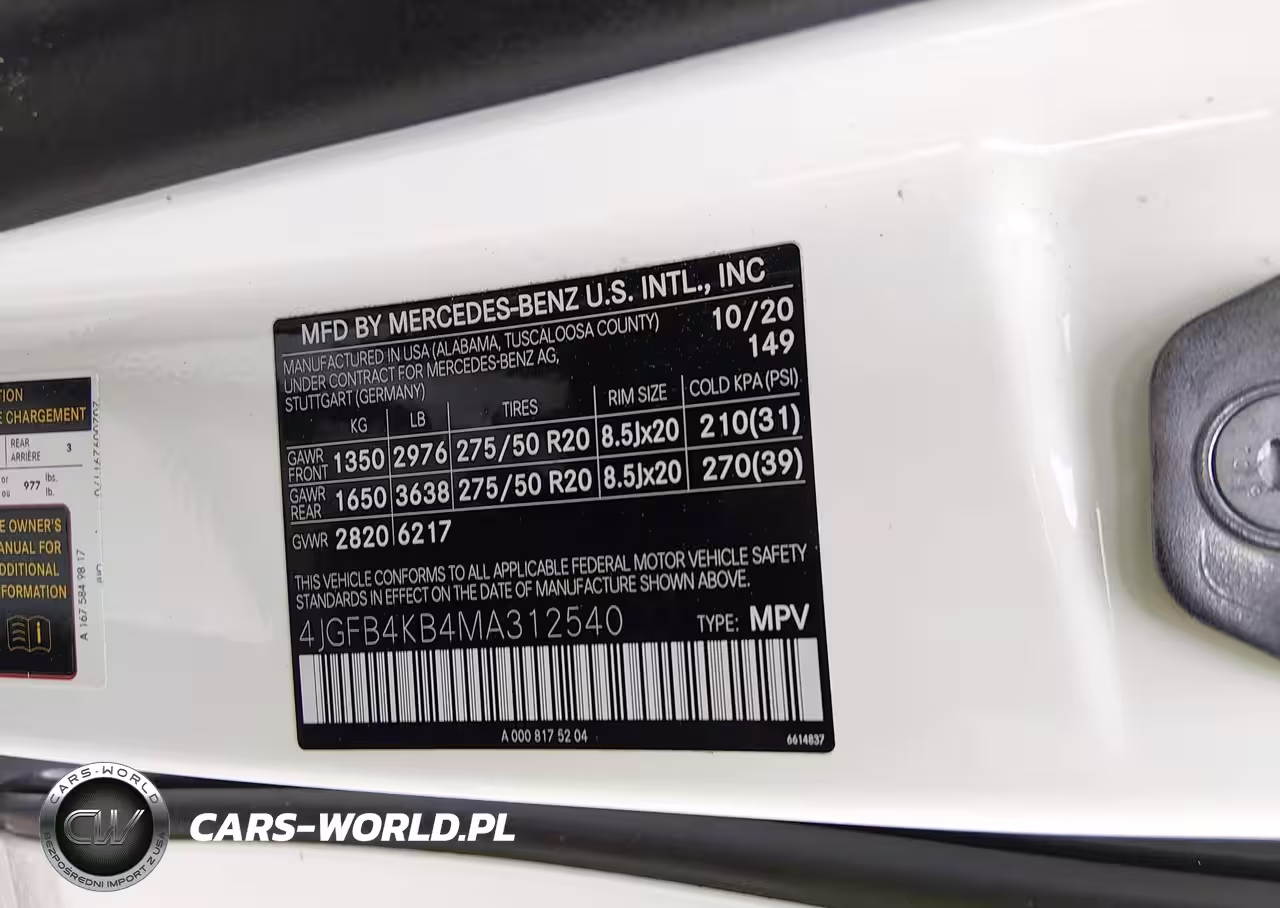 MFD BY MERCEDES-BENZ U.S. INTL., INC
MANUFACTURED IN USA (ALABAMA, TUSCALOOSA COUNTY) 10/20
UNDER CONTRACT FOR MERCEDES-BENZ AG, 149
STUTTGART (GERMANY)
KG LB TIRES RIM SIZE COLD KPA (PSI)
GAWR FRONT 1350 2976 275/50 R20 8.5Jx20 210(31)
GAWR REAR 1650 3638 275/50 R20 8.5Jx20 270(39)
GVWR 2820 6217
THIS VEHICLE CONFORMS TO ALL APPLICABLE FEDERAL MOTOR VEHICLE SAFETY
STANDARDS IN EFFECT ON THE DATE OF MANUFACTURE SHOWN ABOVE.
4JGFB4KB4MA312540 TYPE: MPV
A 000 817 52 04 6614837
CHARGEMENT
REAR 3
ARRIÈRE
or 977 lbs.
ou lb.
OWNER'S
FOR
A 167 584 98 17
CARS-WORLD
CW
BEZPOŚREDNI IMPORT Z USA
CARS-WORLD.PL